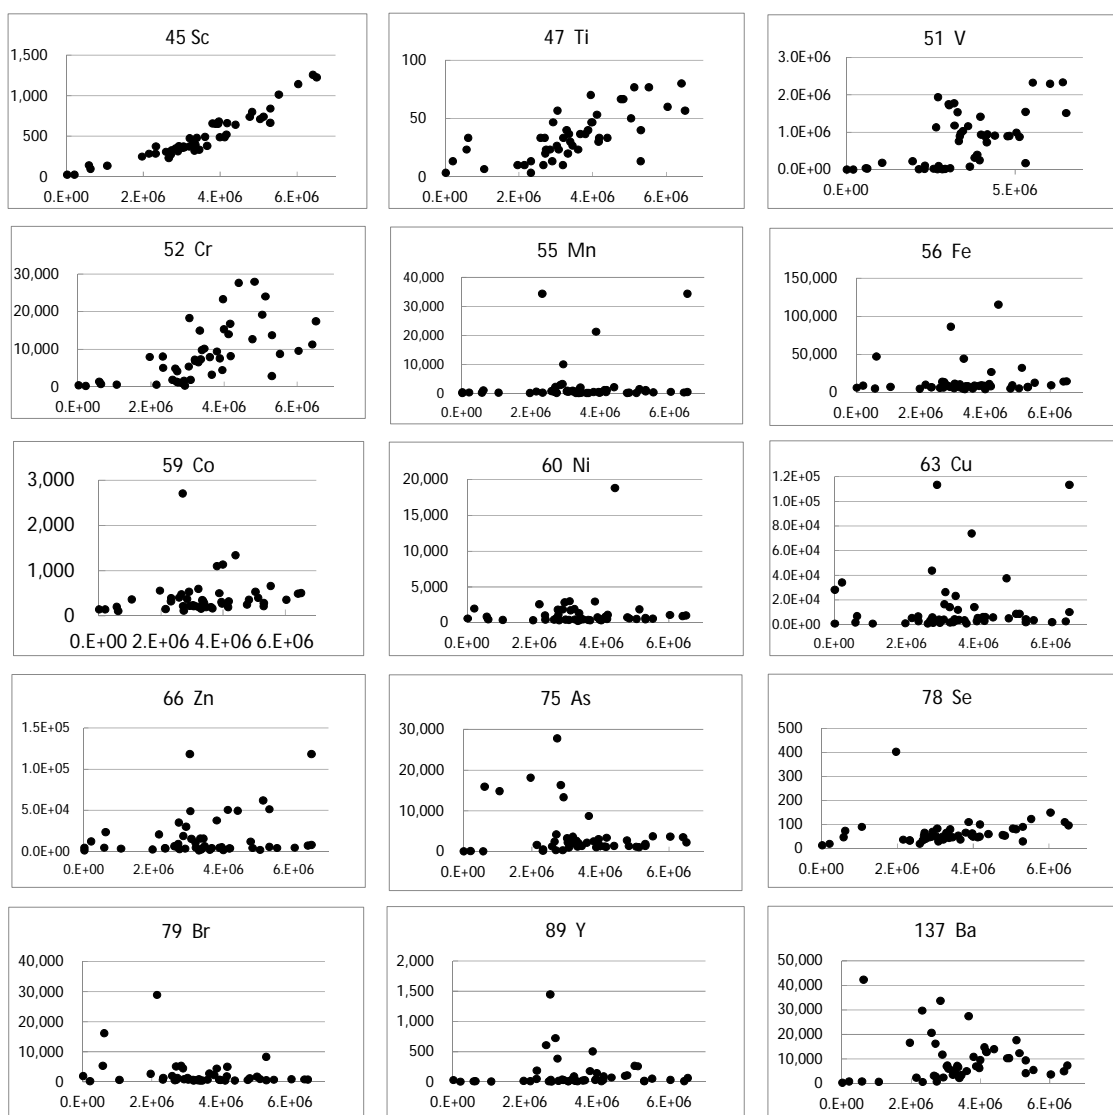 45 Sc
1,500
1,000
500
0
0.E+00 2.E+06 4.E+06 6.E+06
47 Ti
100
50
0
0.E+00 2.E+06 4.E+06 6.E+06
51 V
3.0E+06
2.0E+06
1.0E+06
0.0E+00
0.E+00 5.E+06
52 Cr
30,000
20,000
10,000
0
0.E+00 2.E+06 4.E+06 6.E+06
55 Mn
40,000
30,000
20,000
10,000
0
0.E+00 2.E+06 4.E+06 6.E+06
56 Fe
150,000
100,000
50,000
0
0.E+00 2.E+06 4.E+06 6.E+06
59 Co
3,000
2,000
1,000
0
0.E+00 2.E+06 4.E+06 6.E+06
60 Ni
20,000
15,000
10,000
5,000
0
0.E+00 2.E+06 4.E+06 6.E+06
63 Cu
1.2E+05
1.0E+05
8.0E+04
6.0E+04
4.0E+04
2.0E+04
0.0E+00
0.E+00 2.E+06 4.E+06 6.E+06
66 Zn
1.5E+05
1.0E+05
5.0E+04
0.0E+00
0.E+00 2.E+06 4.E+06 6.E+06
75 As
30,000
20,000
10,000
0
0.E+00 2.E+06 4.E+06 6.E+06
78 Se
500
400
300
200
100
0
0.E+00 2.E+06 4.E+06 6.E+06
79 Br
40,000
30,000
20,000
10,000
0
0.E+00 2.E+06 4.E+06 6.E+06
89 Y
2,000
1,500
1,000
500
0
0.E+00 2.E+06 4.E+06 6.E+06
137 Ba
50,000
40,000
30,000
20,000
10,000
0
0.E+00 2.E+06 4.E+06 6.E+06